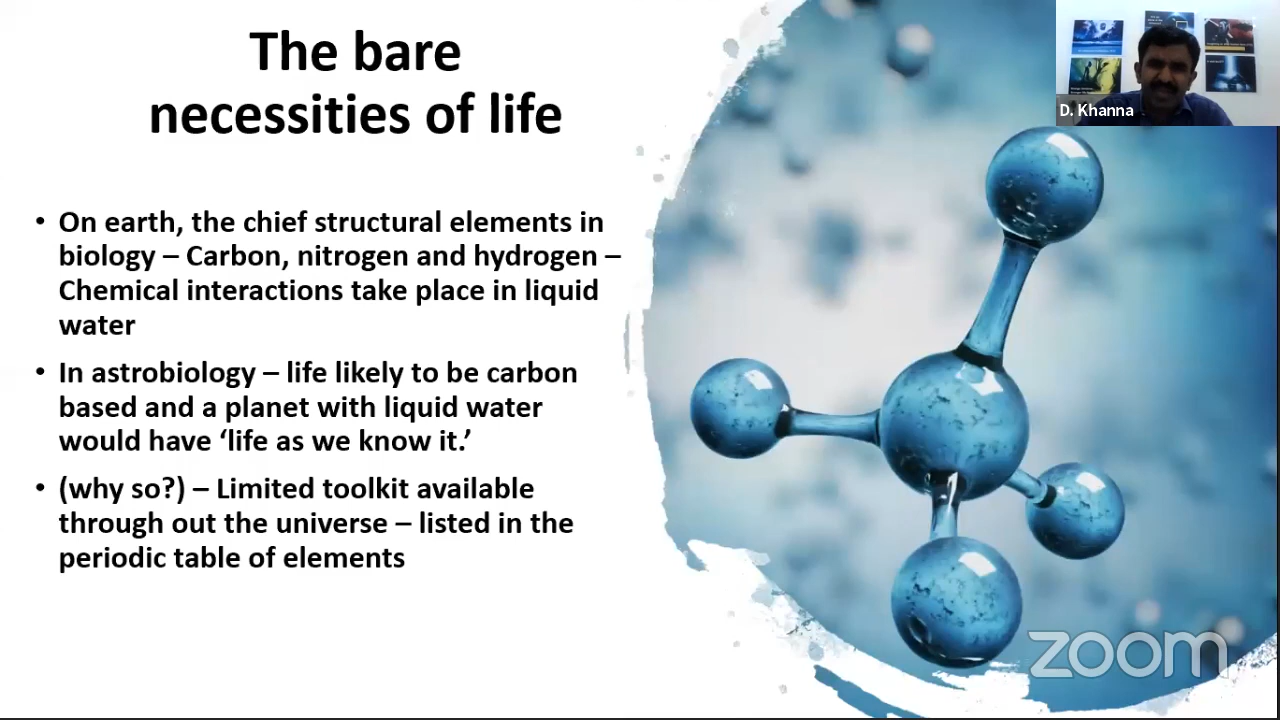 The bare
necessities of life
• On earth, the chief structural elements in
biology – Carbon, nitrogen and hydrogen –
Chemical interactions take place in liquid
water
• In astrobiology – life likely to be carbon
based and a planet with liquid water
would have ‘life as we know it.’
• (why so?) – Limited toolkit available
through out the universe – listed in the
periodic table of elements
D. Khanna
zoom